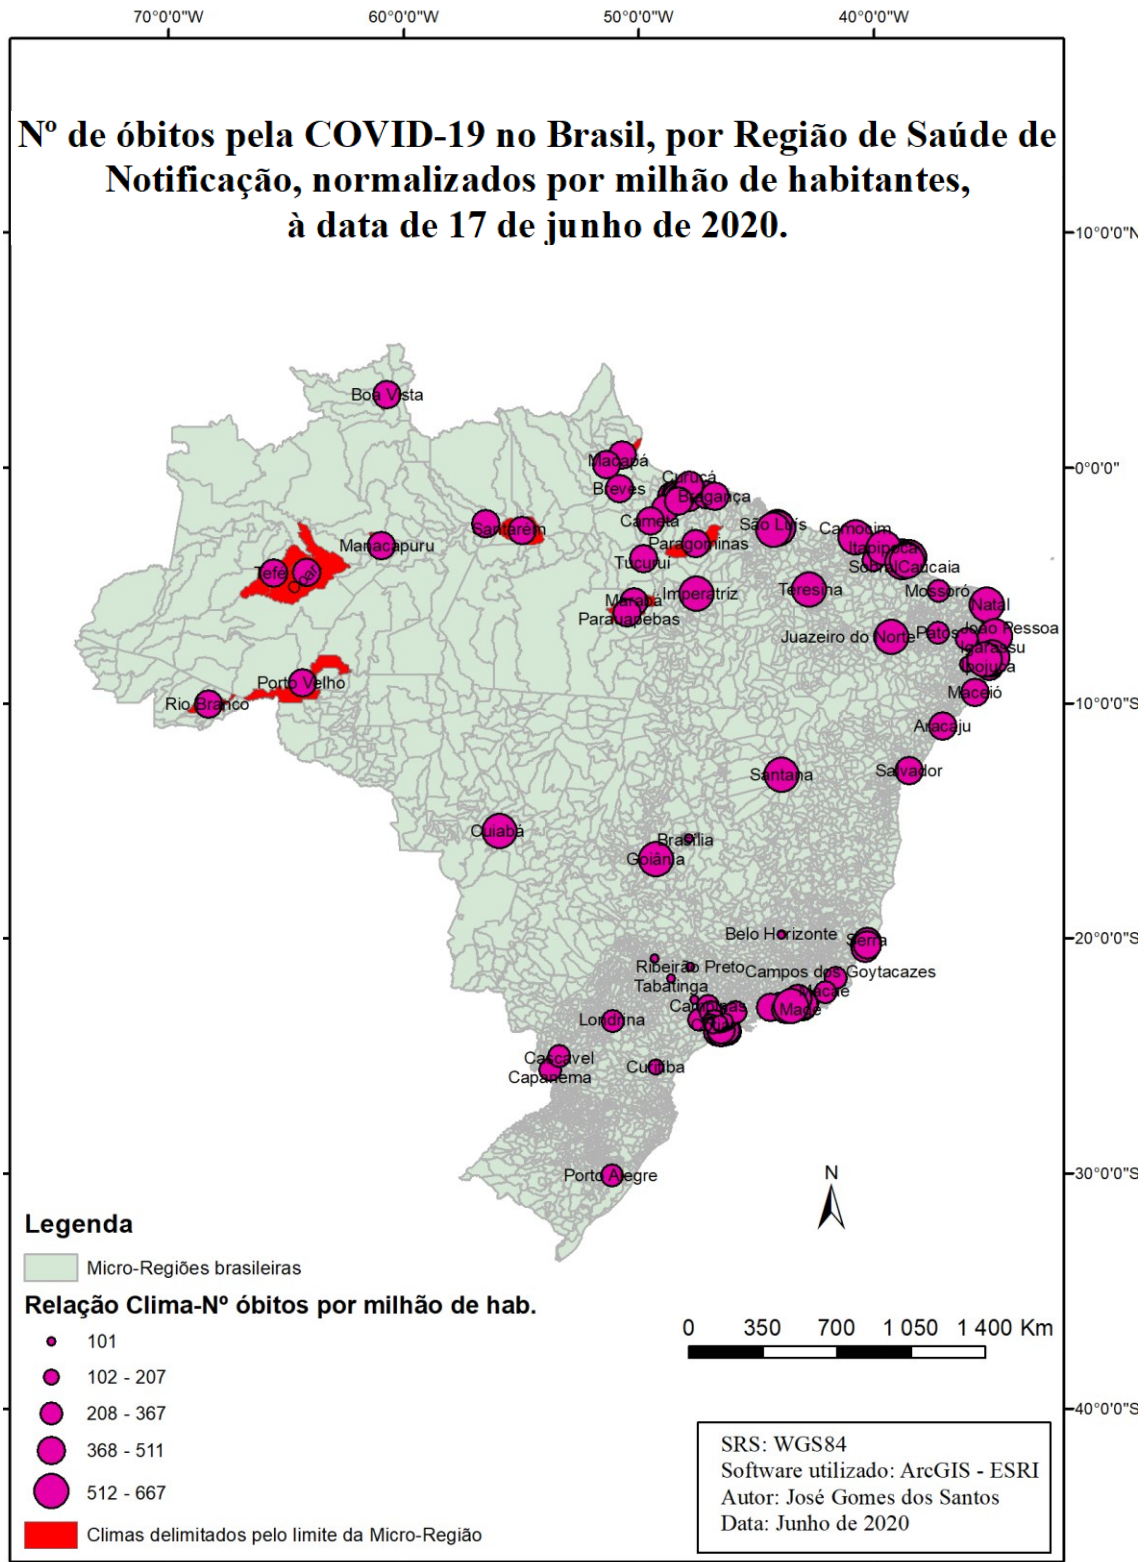 70°0'0"W
60°0'0"W
50°0'0"W
40°0'0"W
Nº de óbitos pela COVID-19 no Brasil, por Região de Saúde de
Notificação, normalizados por milhão de habitantes,
à data de 17 de junho de 2020.
10°0'0"N
0°0'0"
10°0'0"S
20°0'0"S
30°0'0"S
40°0'0"S
Boa Vista
Macapá
Curuçá
Breves
Bragança
Cametá
São Luís
Camocim
Santarém
Manacapuru
Paragominas
Itapipoca
Tucuruí
Sobral
Caucaia
Tefé
Coari
Imperatriz
Teresina
Mossoró
Marabá
Natal
Parauapebas
Juazeiro do Norte
Patos
João Pessoa
Igarassu
Ipojuca
Porto Velho
Maceió
Rio Branco
Aracaju
Santana
Salvador
Cuiabá
Brasília
Goiânia
Belo Horizonte
Serra
Ribeirão Preto
Campos dos Goytacazes
Tabatinga
Macaé
Campinas
Magé
Londrina
Cascavel
Capanema
Curitiba
Porto Alegre
N
Legenda
Micro-Regiões brasileiras
Relação Clima-Nº óbitos por milhão de hab.
101
102 - 207
208 - 367
368 - 511
512 - 667
Climas delimitados pelo limite da Micro-Região
0 350 700 1 050 1 400 Km
SRS: WGS84
Software utilizado: ArcGIS - ESRI
Autor: José Gomes dos Santos
Data: Junho de 2020